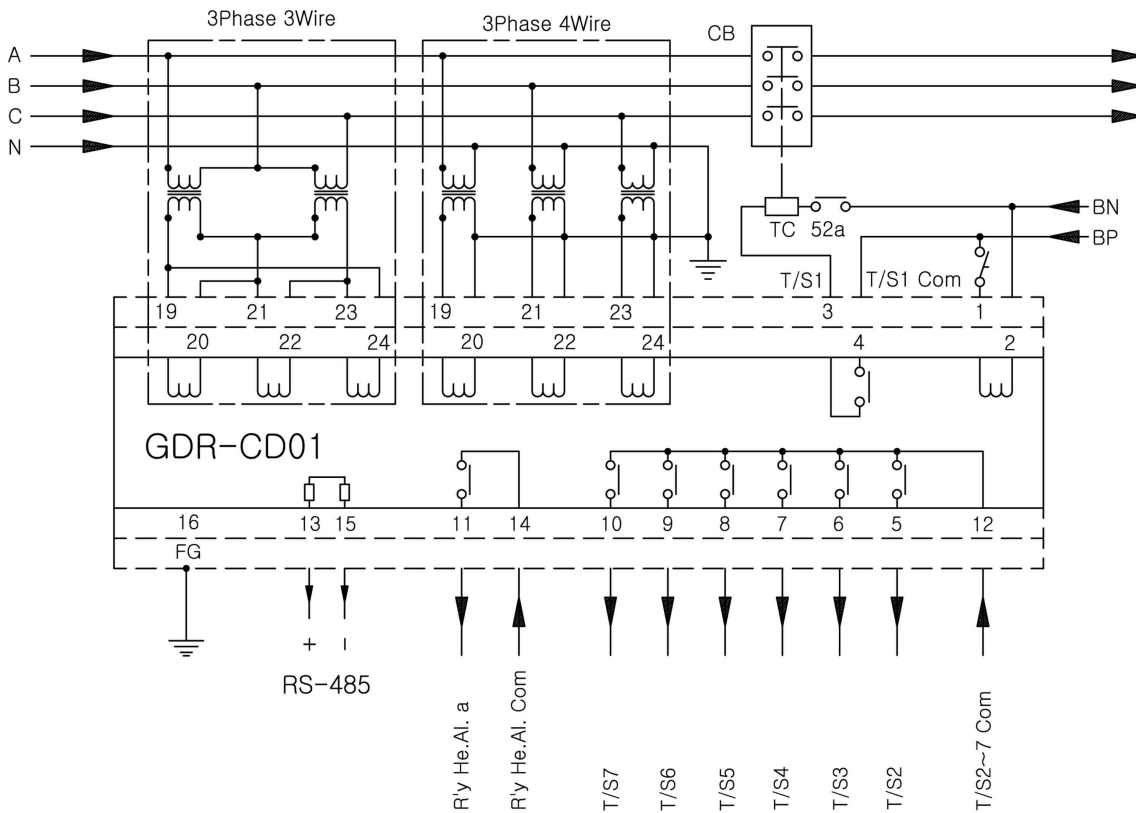 3Phase 3Wire
3Phase 4Wire
CB
A
B
C
N
TC 52a
BN
BP
T/S1
T/S1 Com
19 21 23 19 21 23 3 1
20 22 24 20 22 24 4 2
GDR-CD01
16 13 15 11 14 10 9 8 7 6 5 12
FG
+ -
RS-485
R'y He.Al. a
R'y He.Al. Com
T/S7
T/S6
T/S5
T/S4
T/S3
T/S2
T/S2~7 Com